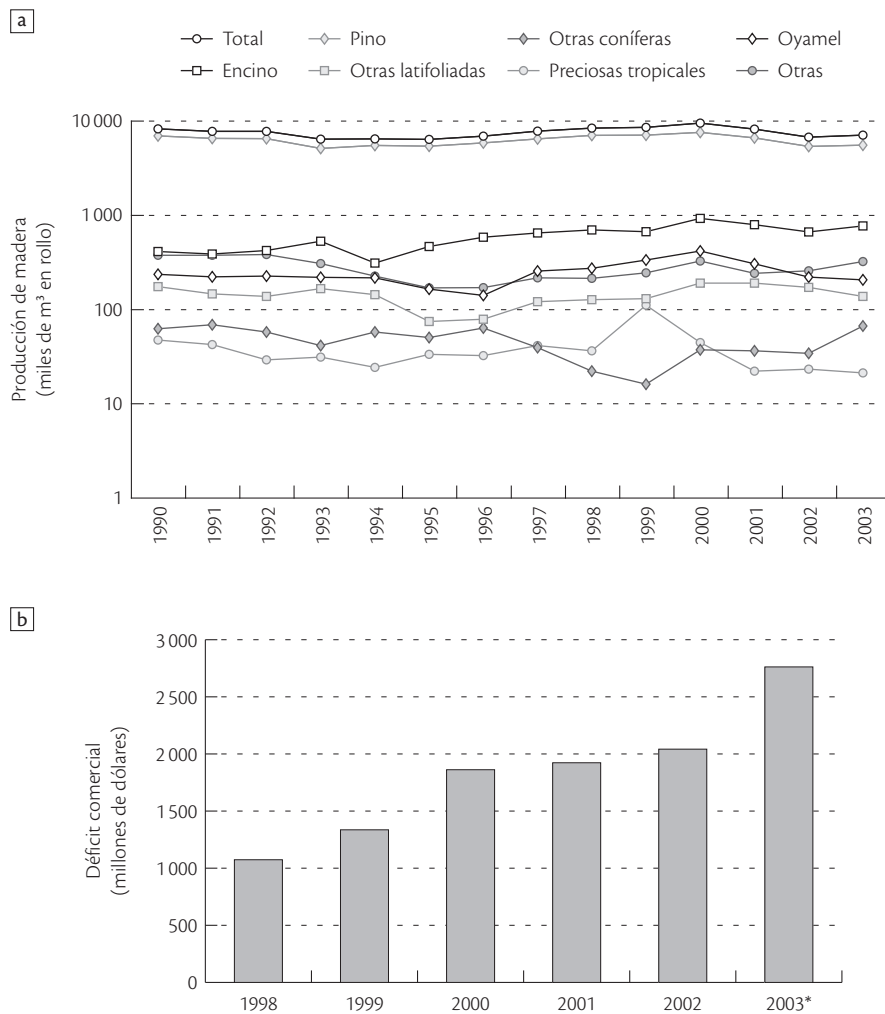 a
Total
Pino
Otras coníferas
Oyamel
Encino
Otras latifoliadas
Preciosas tropicales
Otras
Producción de madera
(miles de m³ en rollo)
10 000
1 000
100
10
1
1990
1991
1992
1993
1994
1995
1996
1997
1998
1999
2000
2001
2002
2003
b
Déficit comercial
(millones de dólares)
3 000
2 500
2 000
1 500
1 000
500
0
1998
1999
2000
2001
2002
2003*